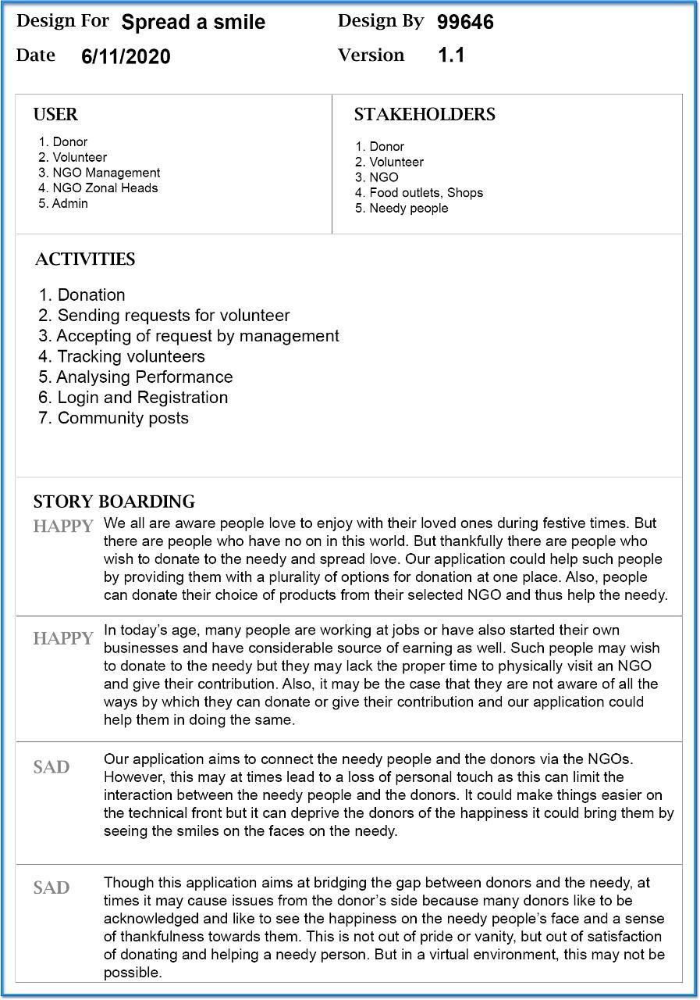 Design For Spread a smile
Design By 99646
Date 6/11/2020
Version 1.1
USER
1. Donor
2. Volunteer
3. NGO Management
4. NGO Zonal Heads
5. Admin
STAKEHOLDERS
1. Donor
2. Volunteer
3. NGO
4. Food outlets, Shops
5. Needy people
ACTIVITIES
1. Donation
2. Sending requests for volunteer
3. Accepting of request by management
4. Tracking volunteers
5. Analysing Performance
6. Login and Registration
7. Community posts
STORY BOARDING
HAPPY
We all are aware people love to enjoy with their loved ones during festive times. But
there are people who have no on in this world. But thankfully there are people who
wish to donate to the needy and spread love. Our application could help such people
by providing them with a plurality of options for donation at one place. Also, people
can donate their choice of products from their selected NGO and thus help the needy.
HAPPY
In today's age, many people are working at jobs or have also started their own
businesses and have considerable source of earning as well. Such people may wish
to donate to the needy but they may lack the proper time to physically visit an NGO
and give their contribution. Also, it may be the case that they are not aware of all the
ways by which they can donate or give their contribution and our application could
help them in doing the same.
SAD
Our application aims to connect the needy people and the donors via the NGOs.
However, this may at times lead to a loss of personal touch as this can limit the
interaction between the needy people and the donors. It could make things easier on
the technical front but it can deprive the donors of the happiness it could bring them by
seeing the smiles on the faces on the needy.
SAD
Though this application aims at bridging the gap between donors and the needy, at
times it may cause issues from the donor's side because many donors like to be
acknowledged and like to see the happiness on the needy people's face and a sense
of thankfulness towards them. This is not out of pride or vanity, but out of satisfaction
of donating and helping a needy person. But in a virtual environment, this may not be
possible.